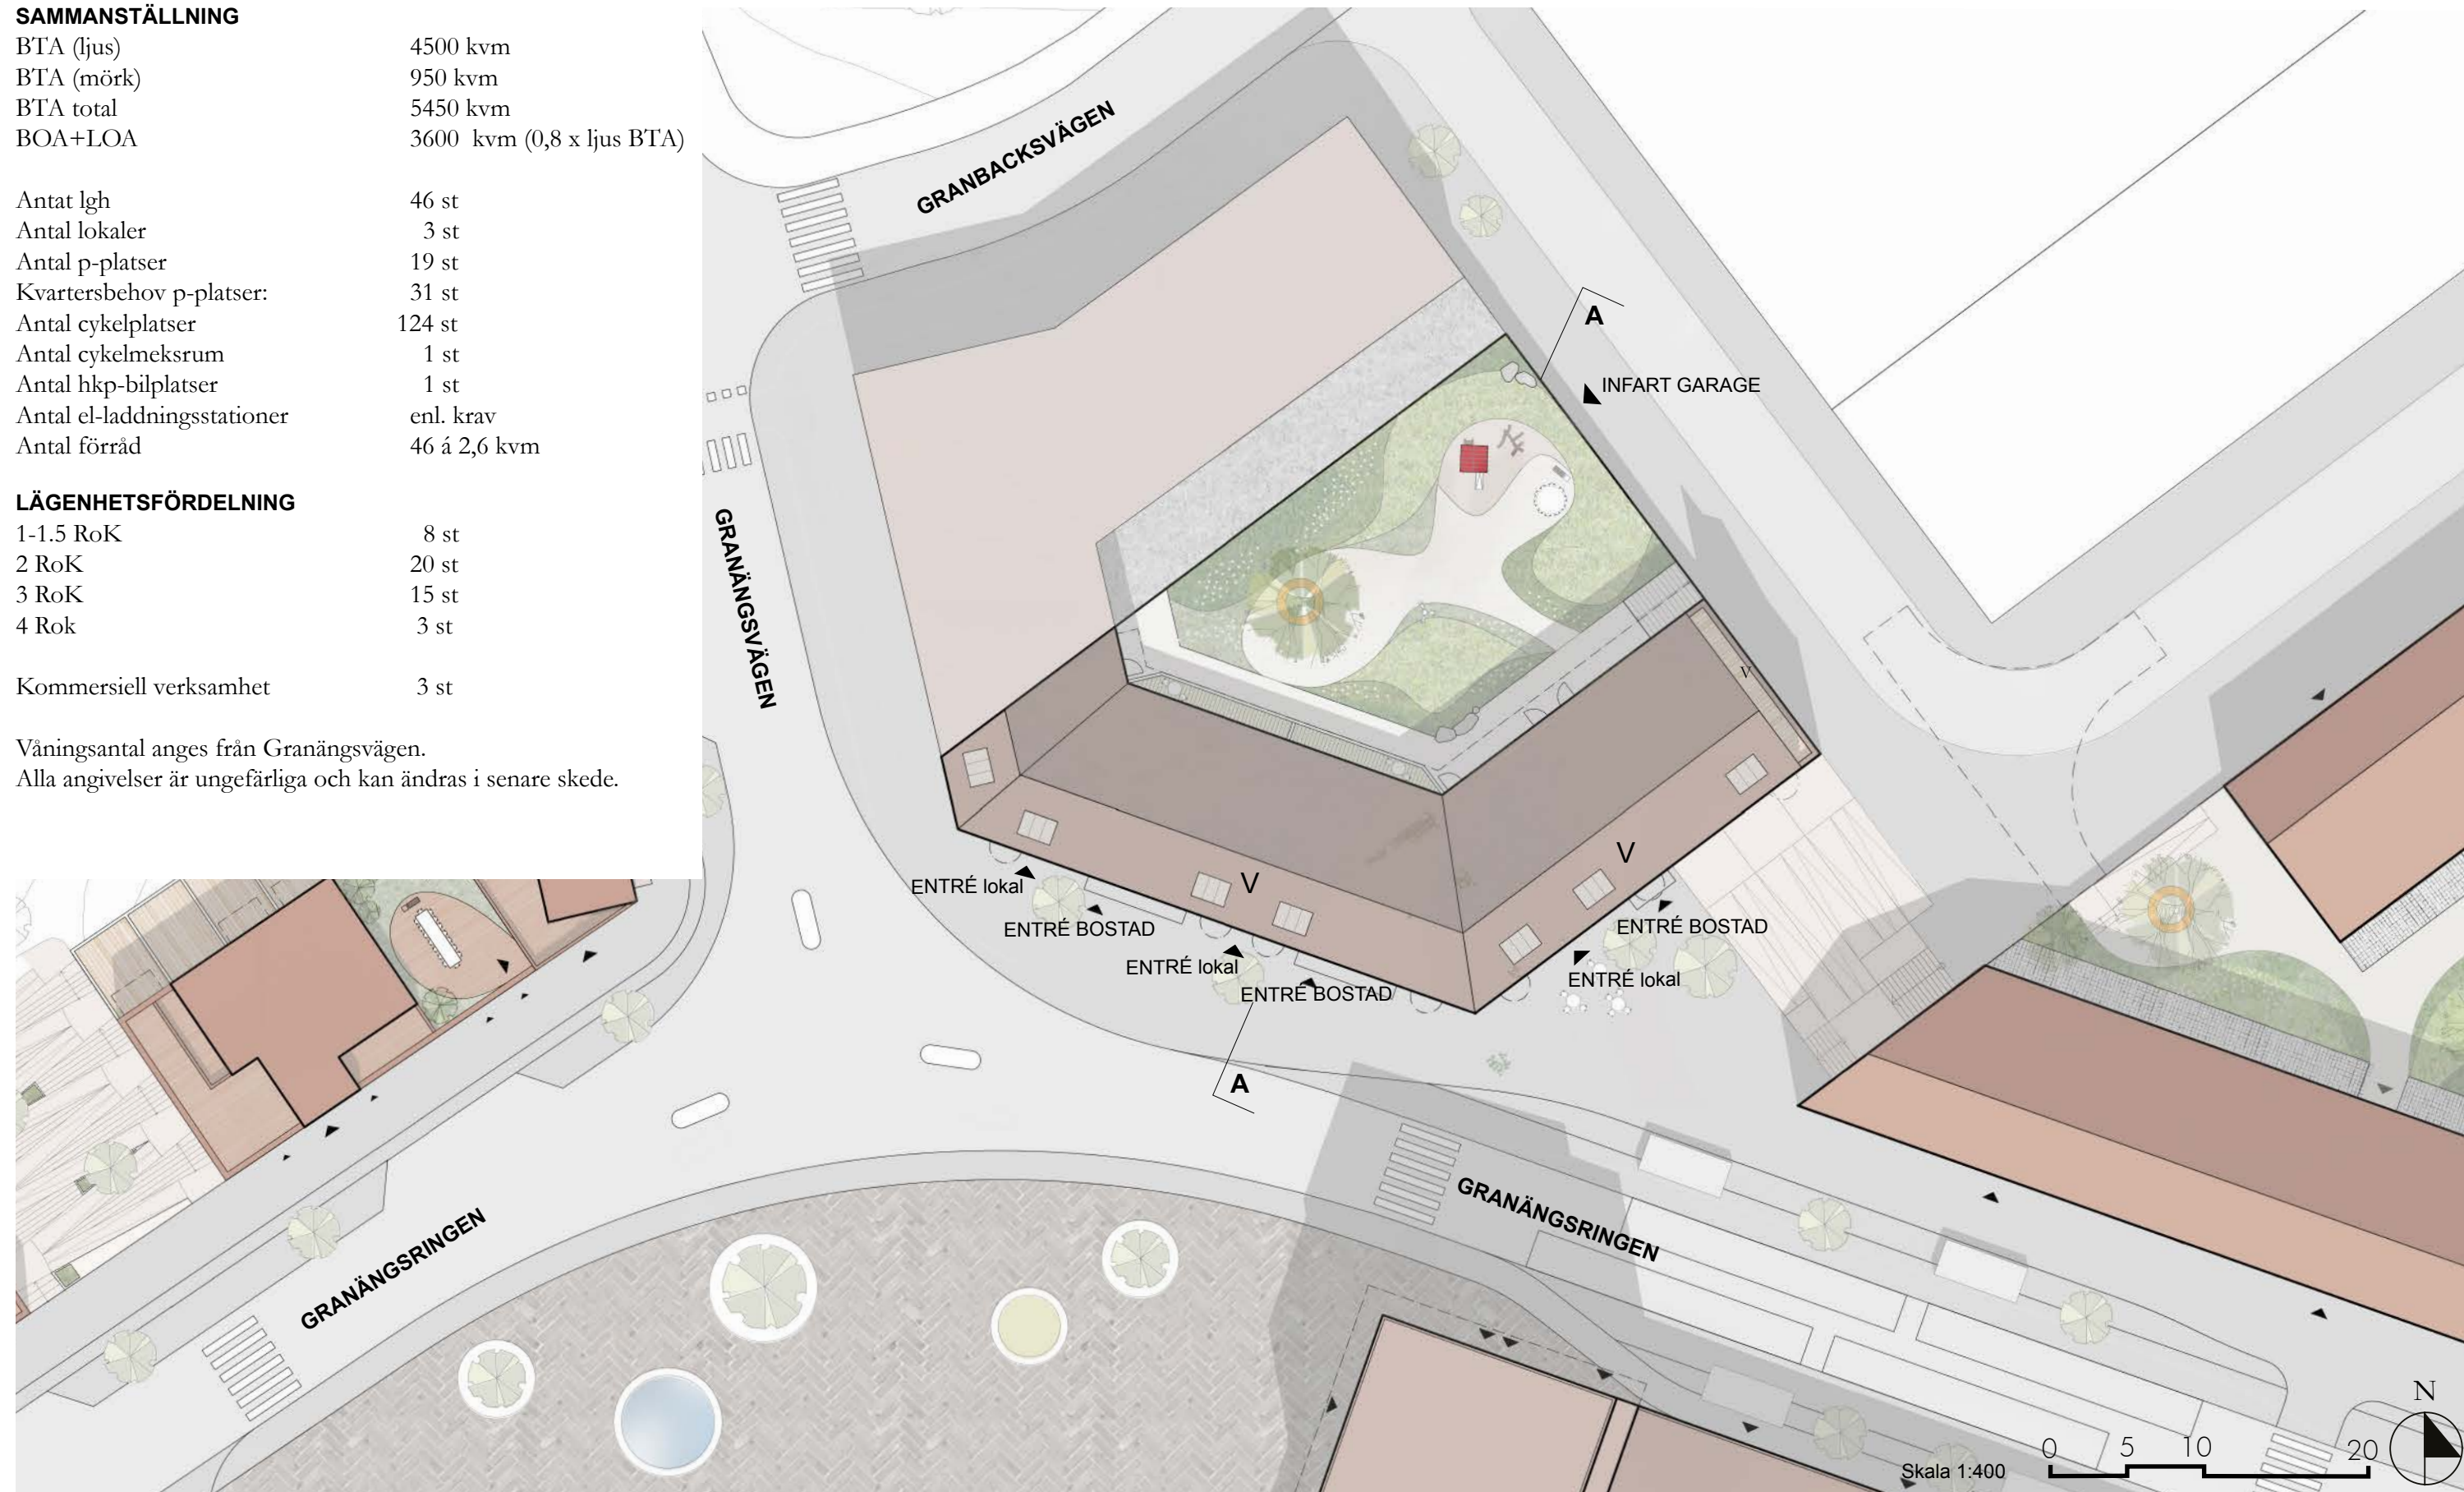 SAMMANSTÄLLNING
BTA (ljus) 4500 kvm
BTA (mörk) 950 kvm
BTA total 5450 kvm
BOA+LOA 3600 kvm (0,8 x ljus BTA)
Antat lgh 46 st
Antal lokaler 3 st
Antal p-platser 19 st
Kvartersbehov p-platser: 31 st
Antal cykelplatser 124 st
Antal cykelmeksrum 1 st
Antal hkp-bilplatser 1 st
Antal el-laddningsstationer enl. krav
Antal förråd 46 á 2,6 kvm
LÄGENHETSFÖRDELNING
1-1.5 RoK 8 st
2 RoK 20 st
3 RoK 15 st
4 Rok 3 st
Kommersiell verksamhet 3 st
Våningsantal anges från Granängsvägen.
Alla angivelser är ungefärliga och kan ändras i senare skede.
GRANBACKSVÄGEN
A
INFART GARAGE
GRANÄNGSVÄGEN
V
V
V
ENTRÉ lokal
ENTRÉ BOSTAD
ENTRÉ lokal
ENTRÉ BOSTAD
ENTRÉ BOSTAD
ENTRÉ lokal
A
GRANÄNGSRINGEN
GRANÄNGSRINGEN
N
0 5 10 20
Skala 1:400